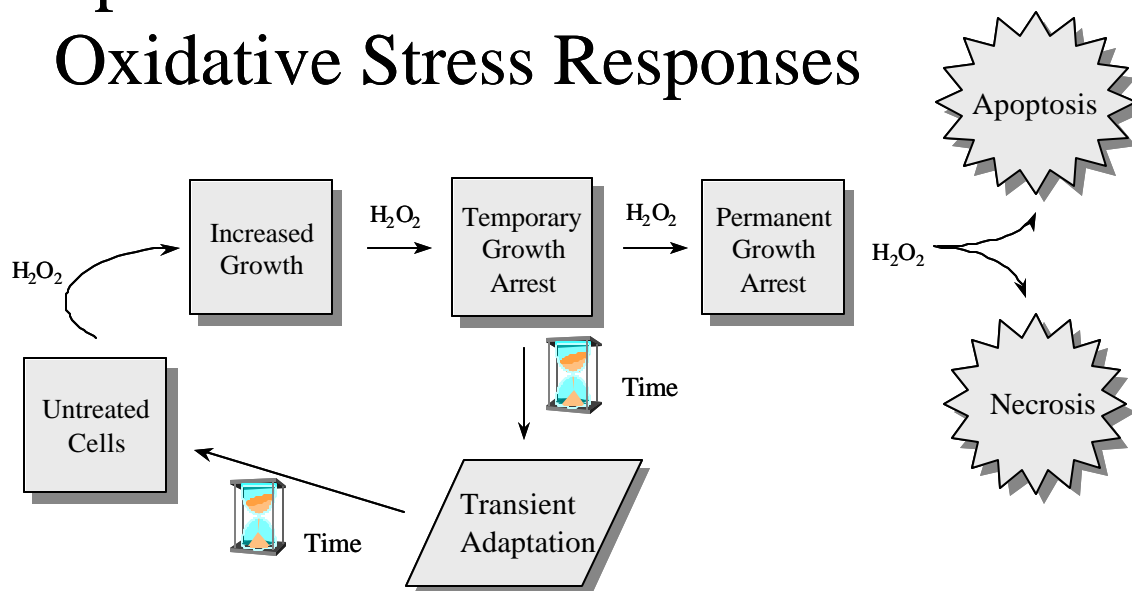 Oxidative Stress Responses
Apoptosis
H₂O₂
Increased
Growth
H₂O₂
Temporary
Growth
Arrest
H₂O₂
Permanent
Growth
Arrest
H₂O₂
Untreated
Cells
Time
Necrosis
Time
Transient
Adaptation